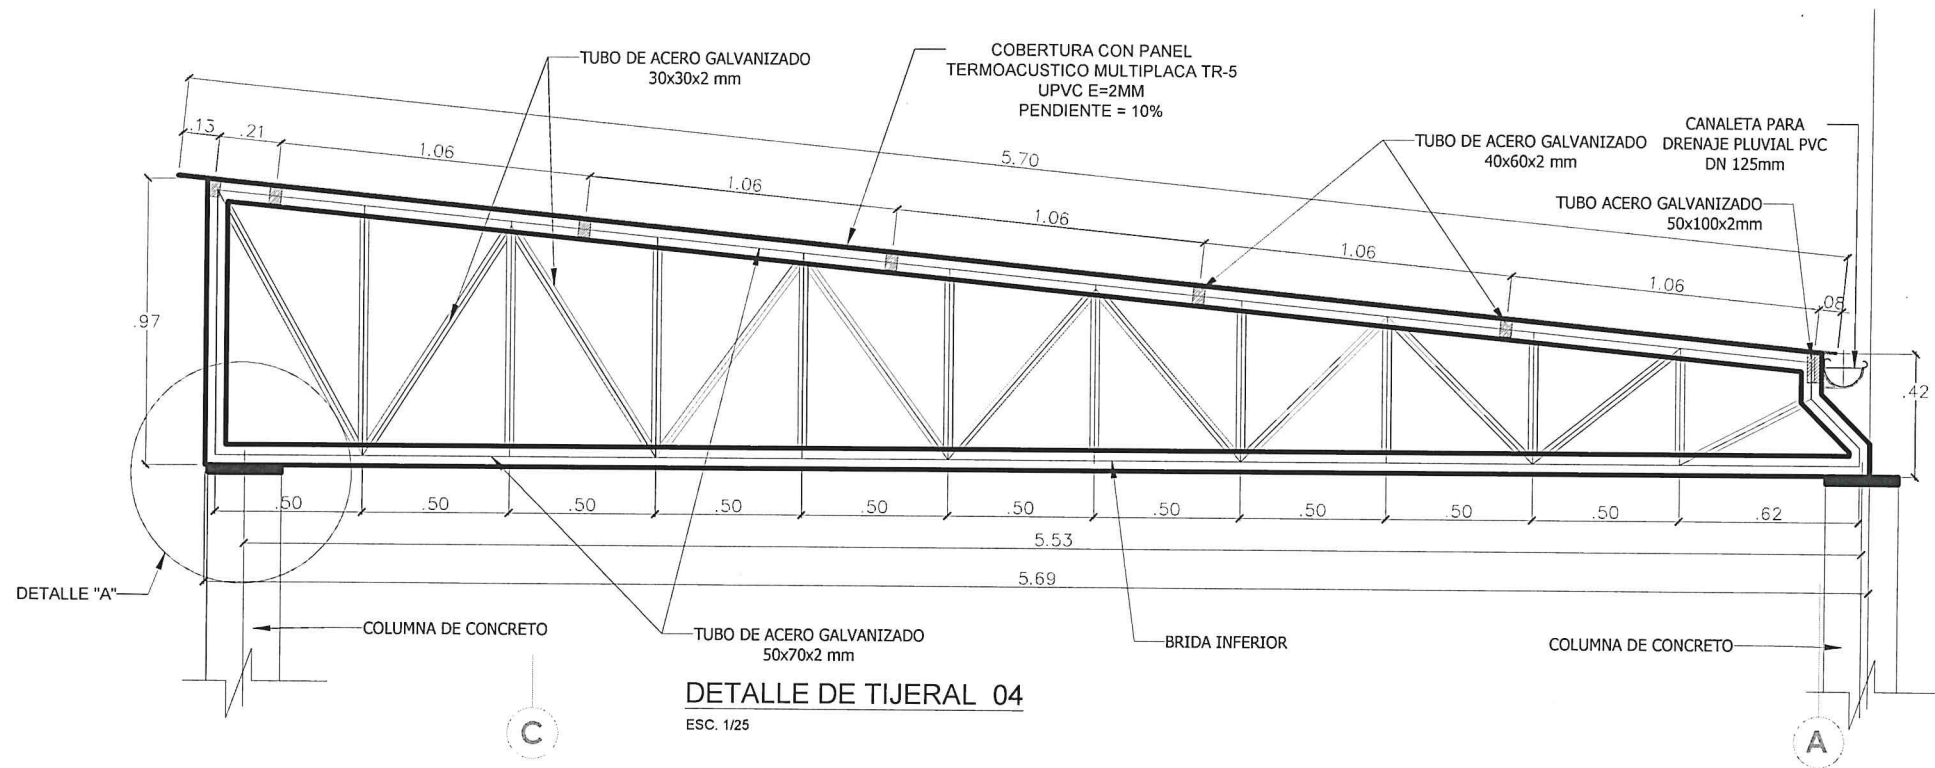 TUBO DE ACERO GALVANIZADO
30x30x2 mm
COBERTURA CON PANEL
TERMOACUSTICO MULTIPLACA TR-5
UPVC E=2MM
PENDIENTE = 10%
TUBO DE ACERO GALVANIZADO
40x60x2 mm
CANALETA PARA
DRENAJE PLUVIAL PVC
DN 125mm
TUBO ACERO GALVANIZADO
50x100x2mm
5.70
.13
.21
1.06
1.06
1.06
1.06
1.06
.08
.97
.42
.50
.50
.50
.50
.50
.50
.50
.50
.50
.50
.62
5.53
5.69
DETALLE "A"
COLUMNA DE CONCRETO
TUBO DE ACERO GALVANIZADO
50x70x2 mm
BRIDA INFERIOR
COLUMNA DE CONCRETO
DETALLE DE TIJERAL 04
ESC. 1/25
C
A